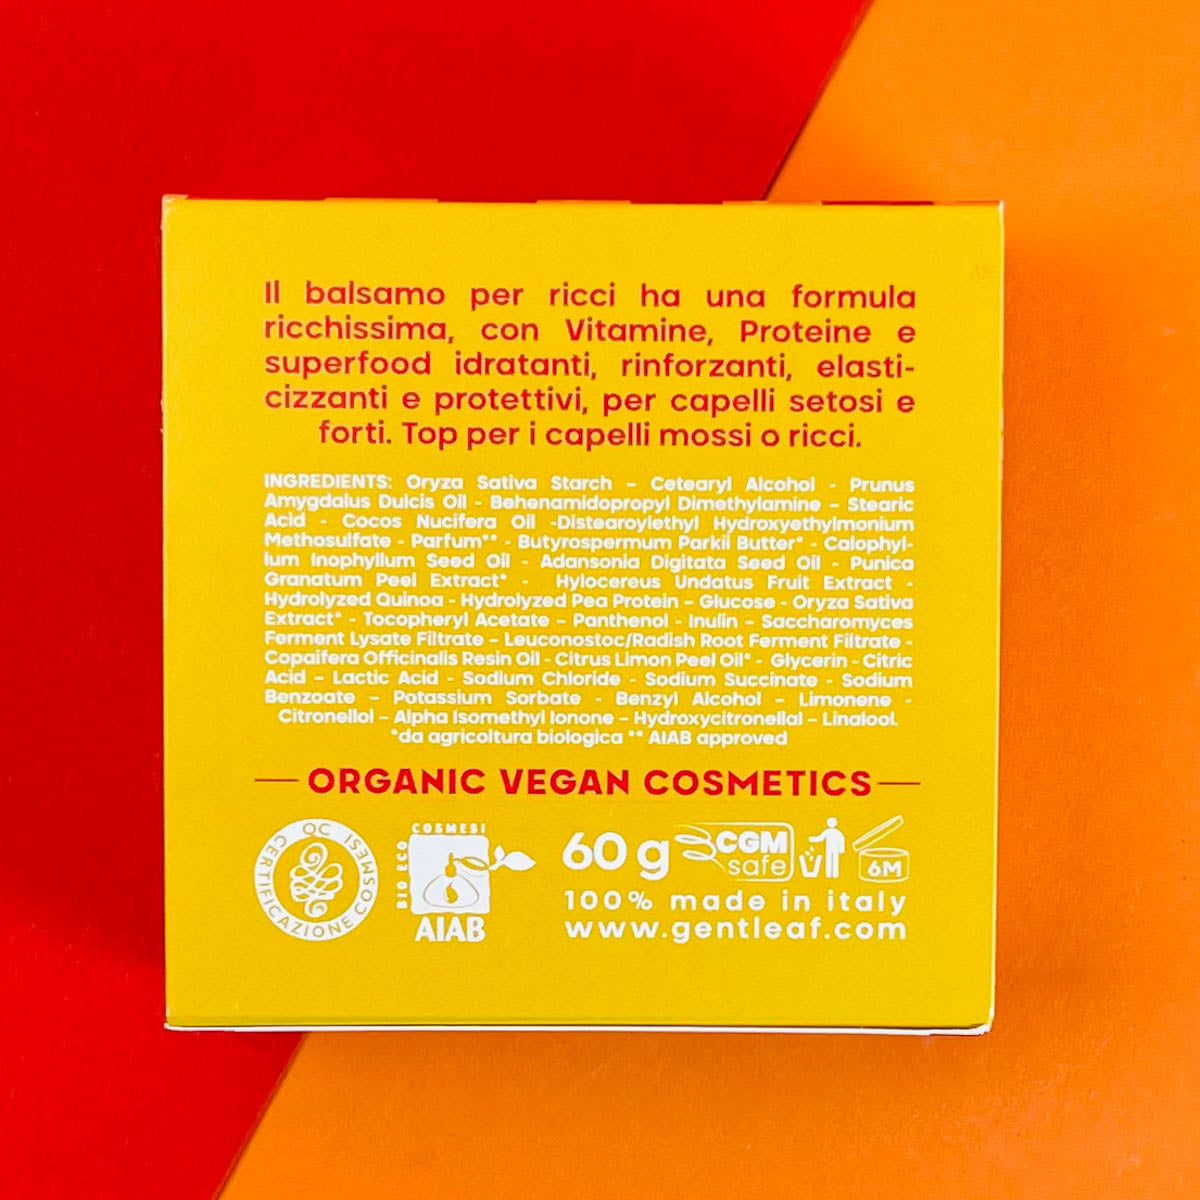 Il balsamo per ricci ha una formula
ricchissima, con Vitamine, Proteine e
superfood idratanti, rinforzanti, elasti-
cizzanti e protettivi, per capelli setosi e
forti. Top per i capelli mossi o ricci.
INGREDIENTS: Oryza Sativa Starch – Cetearyl Alcohol - Prunus
Amygdalus Dulcis Oil - Behenamidopropyl Dimethylamine – Stearic
Acid - Cocos Nucifera Oil -Distearoylethyl Hydroxyethylmonium
Methosulfate - Parfum** - Butyrospermum Parkii Butter* - Calophyl-
lum Inophyllum Seed Oil - Adansonia Digitata Seed Oil - Punica
Granatum Peel Extract* - Hylocereus Undatus Fruit Extract -
Hydrolyzed Quinoa - Hydrolyzed Pea Protein – Glucose - Oryza Sativa
Extract* - Tocopheryl Acetate – Panthenol - Inulin – Saccharomyces
Ferment Lysate Filtrate – Leuconostoc/Radish Root Ferment Filtrate -
Copaifera Officinalis Resin Oil - Citrus Limon Peel Oil* - Glycerin - Citric
Acid – Lactic Acid - Sodium Chloride - Sodium Succinate - Sodium
Benzoate – Potassium Sorbate - Benzyl Alcohol – Limonene -
Citronellol – Alpha Isomethyl Ionone – Hydroxycitronellal – Linalool.
*da agricoltura biologica ** AIAB approved
ORGANIC VEGAN COSMETICS
QC CERTIFICAZIONE COSMESI
COSMESI
BIO ECO
AIAB
60 g
CGM
safe
6M
100% made in italy
www.gentleaf.com